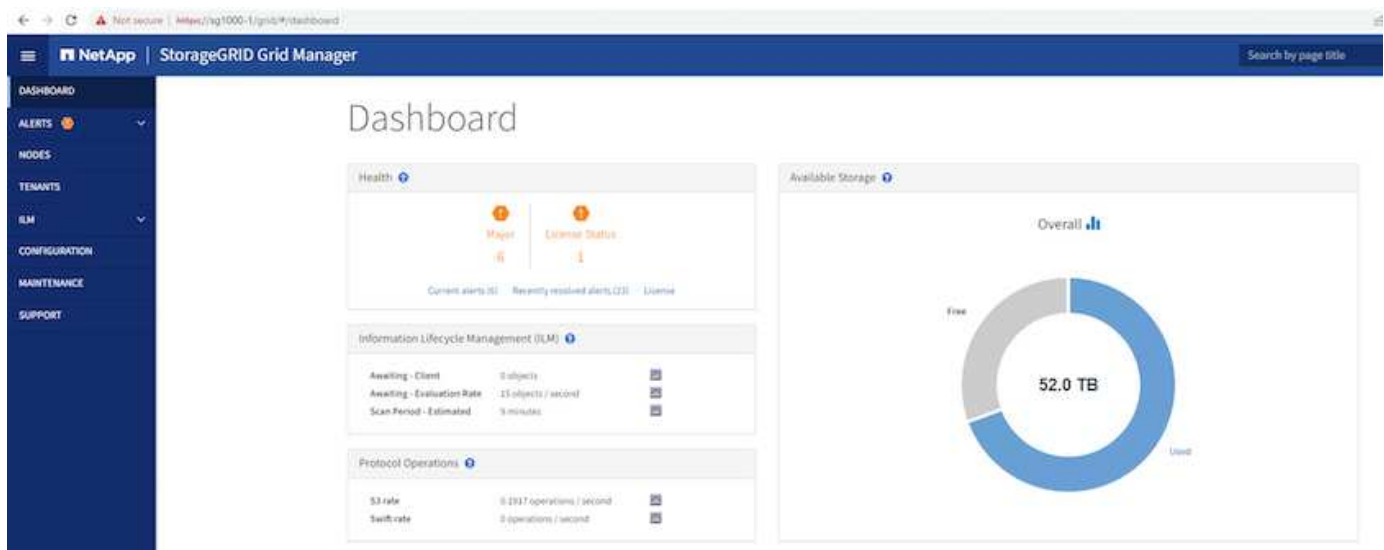 Not secure | https://sg1000-1/grid/#/dashboard
NetApp | StorageGRID Grid Manager
Search by page title
DASHBOARD
ALERTS
NODES
TENANTS
ILM
CONFIGURATION
MAINTENANCE
SUPPORT
Dashboard
Health
Major
6
License Status
1
Current alerts (6)
Recently resolved alerts (23)
License
Information Lifecycle Management (ILM)
Awaiting - Client 0 objects
Awaiting - Evaluation Rate 15 objects / second
Scan Period - Estimated 9 minutes
Protocol Operations
S3 rate 0.1917 operations / second
Swift rate 0 operations / second
Available Storage
Overall
Free
52.0 TB
Used